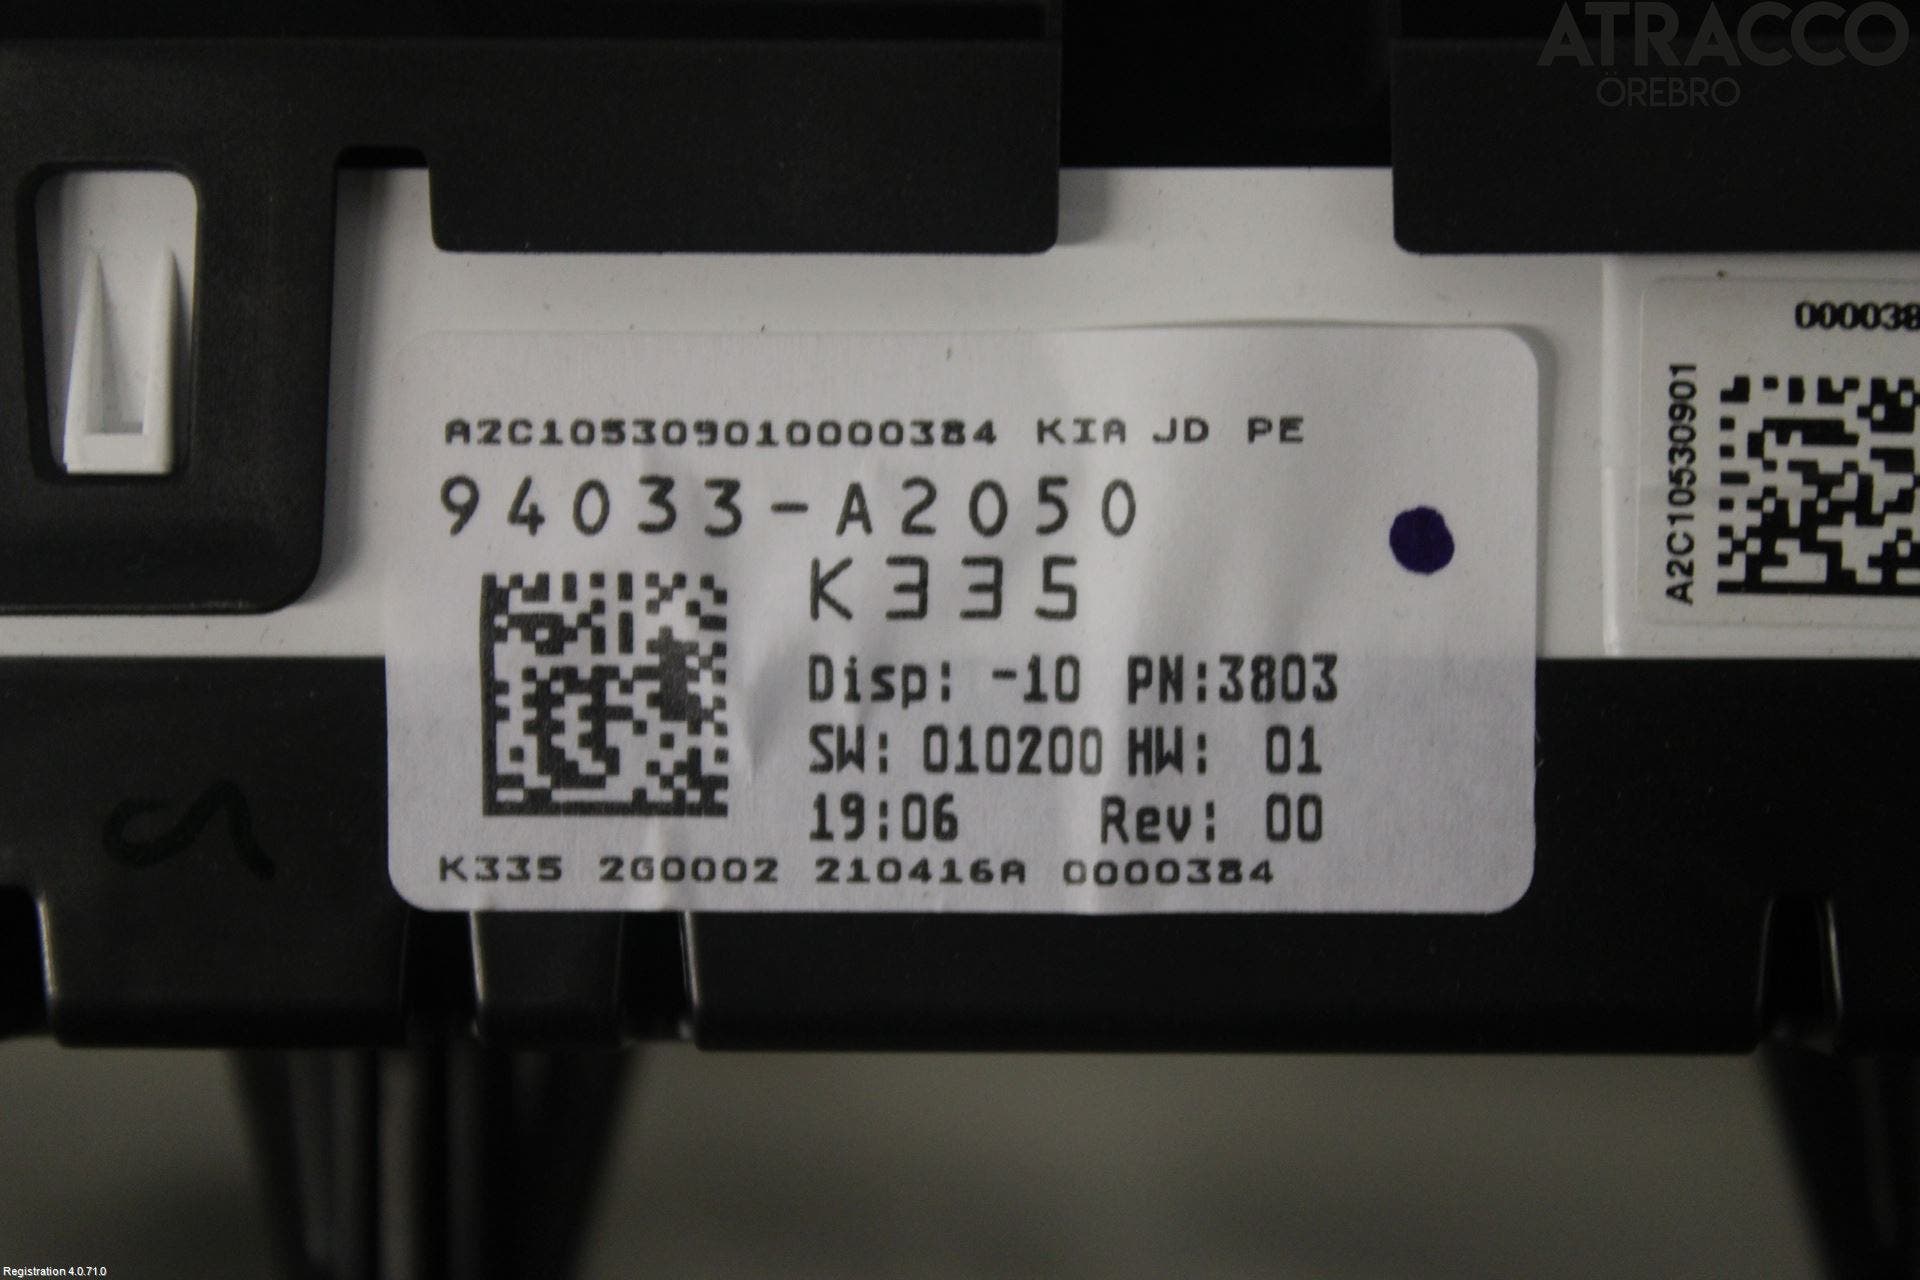 ATRACCO
ÖREBRO
A2C105309010000384 KIA JD PE
94033-A2050
K335
Disp: -10 PN:3803
SW: 010200 HW: 01
19:06 Rev: 00
K335 2G0002 210416A 0000384
000038
A2C10530901
Registration 4.0.71.0